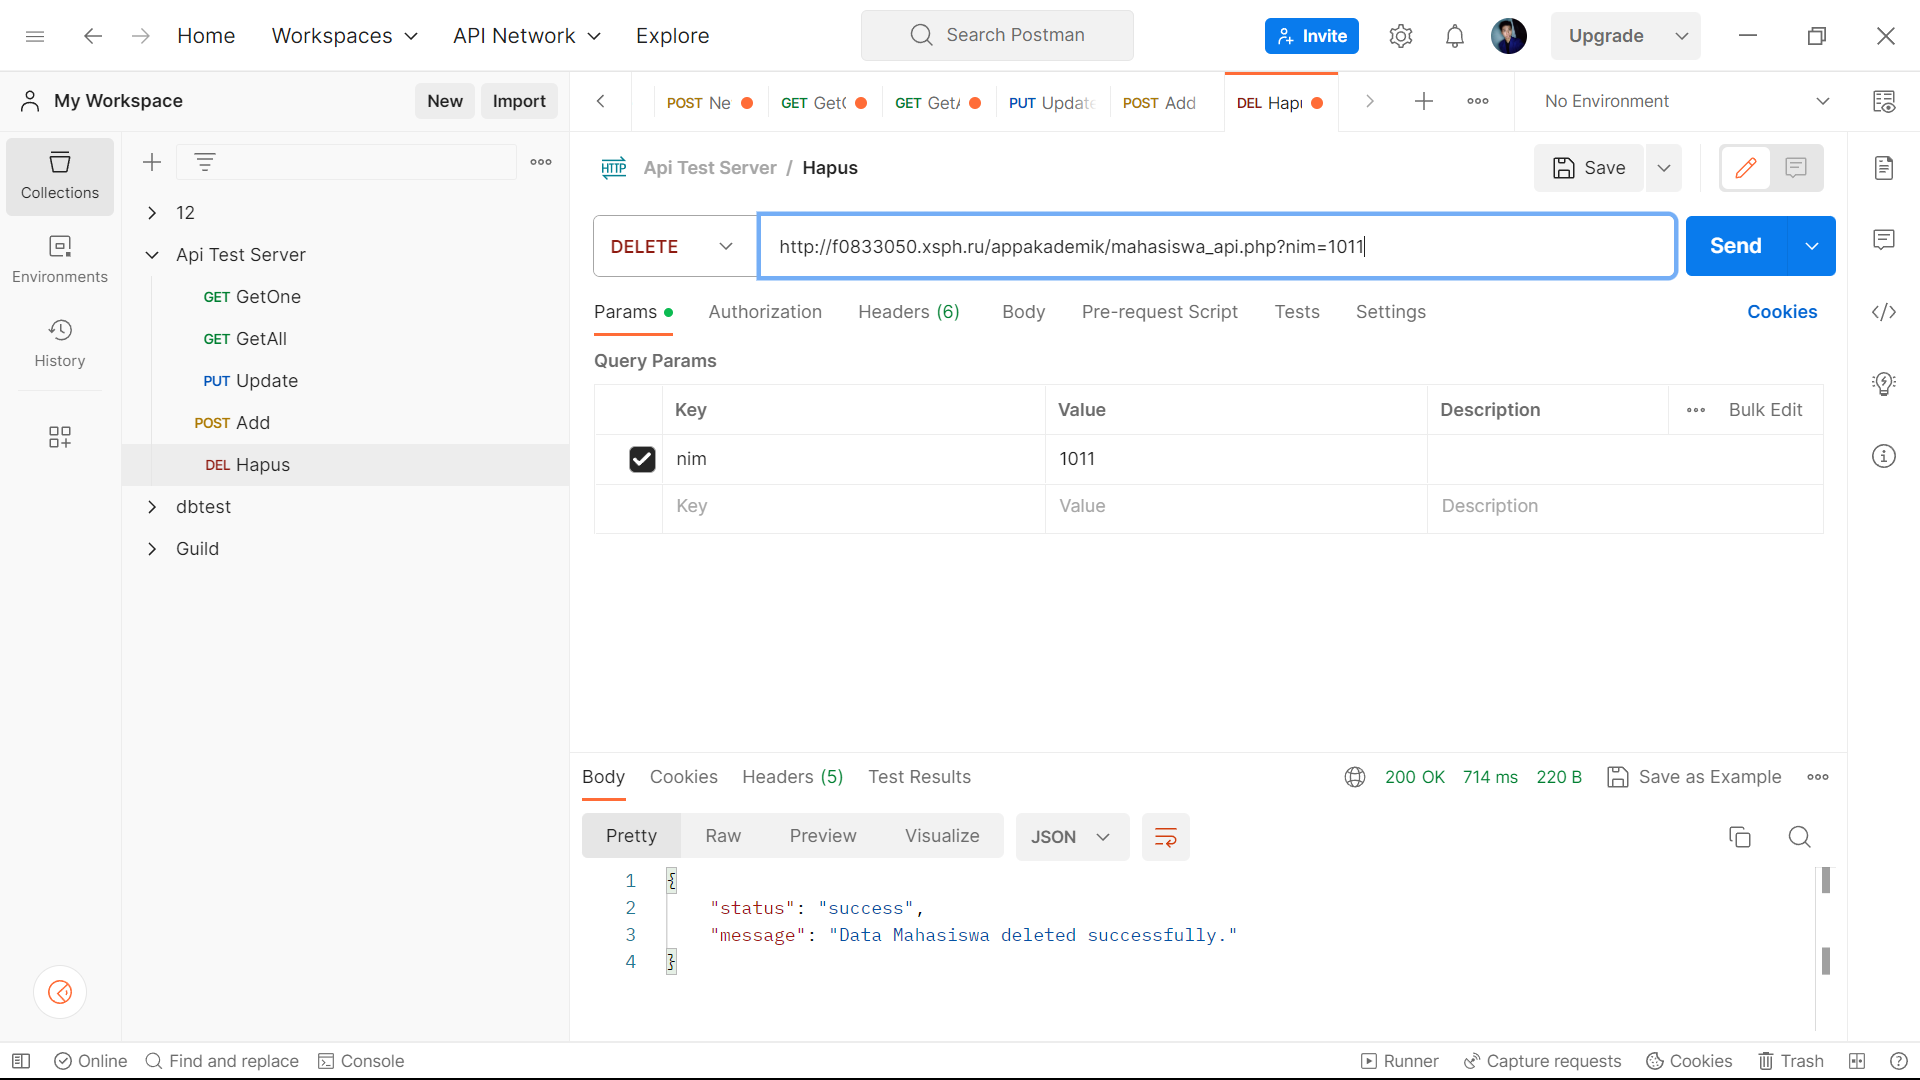 Home
Workspaces
API Network
Explore
Search Postman
Invite
Upgrade
My Workspace
New
Import
POST Ne
GET Get
GET Get
PUT Updat
POST Add
DEL Hap
No Environment
Collections
Environments
History
12
Api Test Server
GET GetOne
GET GetAll
PUT Update
POST Add
DEL Hapus
dbtest
Guild
HTTP
Api Test Server / Hapus
Save
DELETE
http://f0833050.xsph.ru/appakademik/mahasiswa_api.php?nim=1011
Send
Params
Authorization
Headers (6)
Body
Pre-request Script
Tests
Settings
Cookies
Query Params
Key
Value
Description
Bulk Edit
nim
1011
Key
Value
Description
Body
Cookies
Headers (5)
Test Results
200 OK
714 ms
220 B
Save as Example
Pretty
Raw
Preview
Visualize
JSON
1 {
2 "status": "success",
3 "message": "Data Mahasiswa deleted successfully."
4 }
Online
Find and replace
Console
Runner
Capture requests
Cookies
Trash